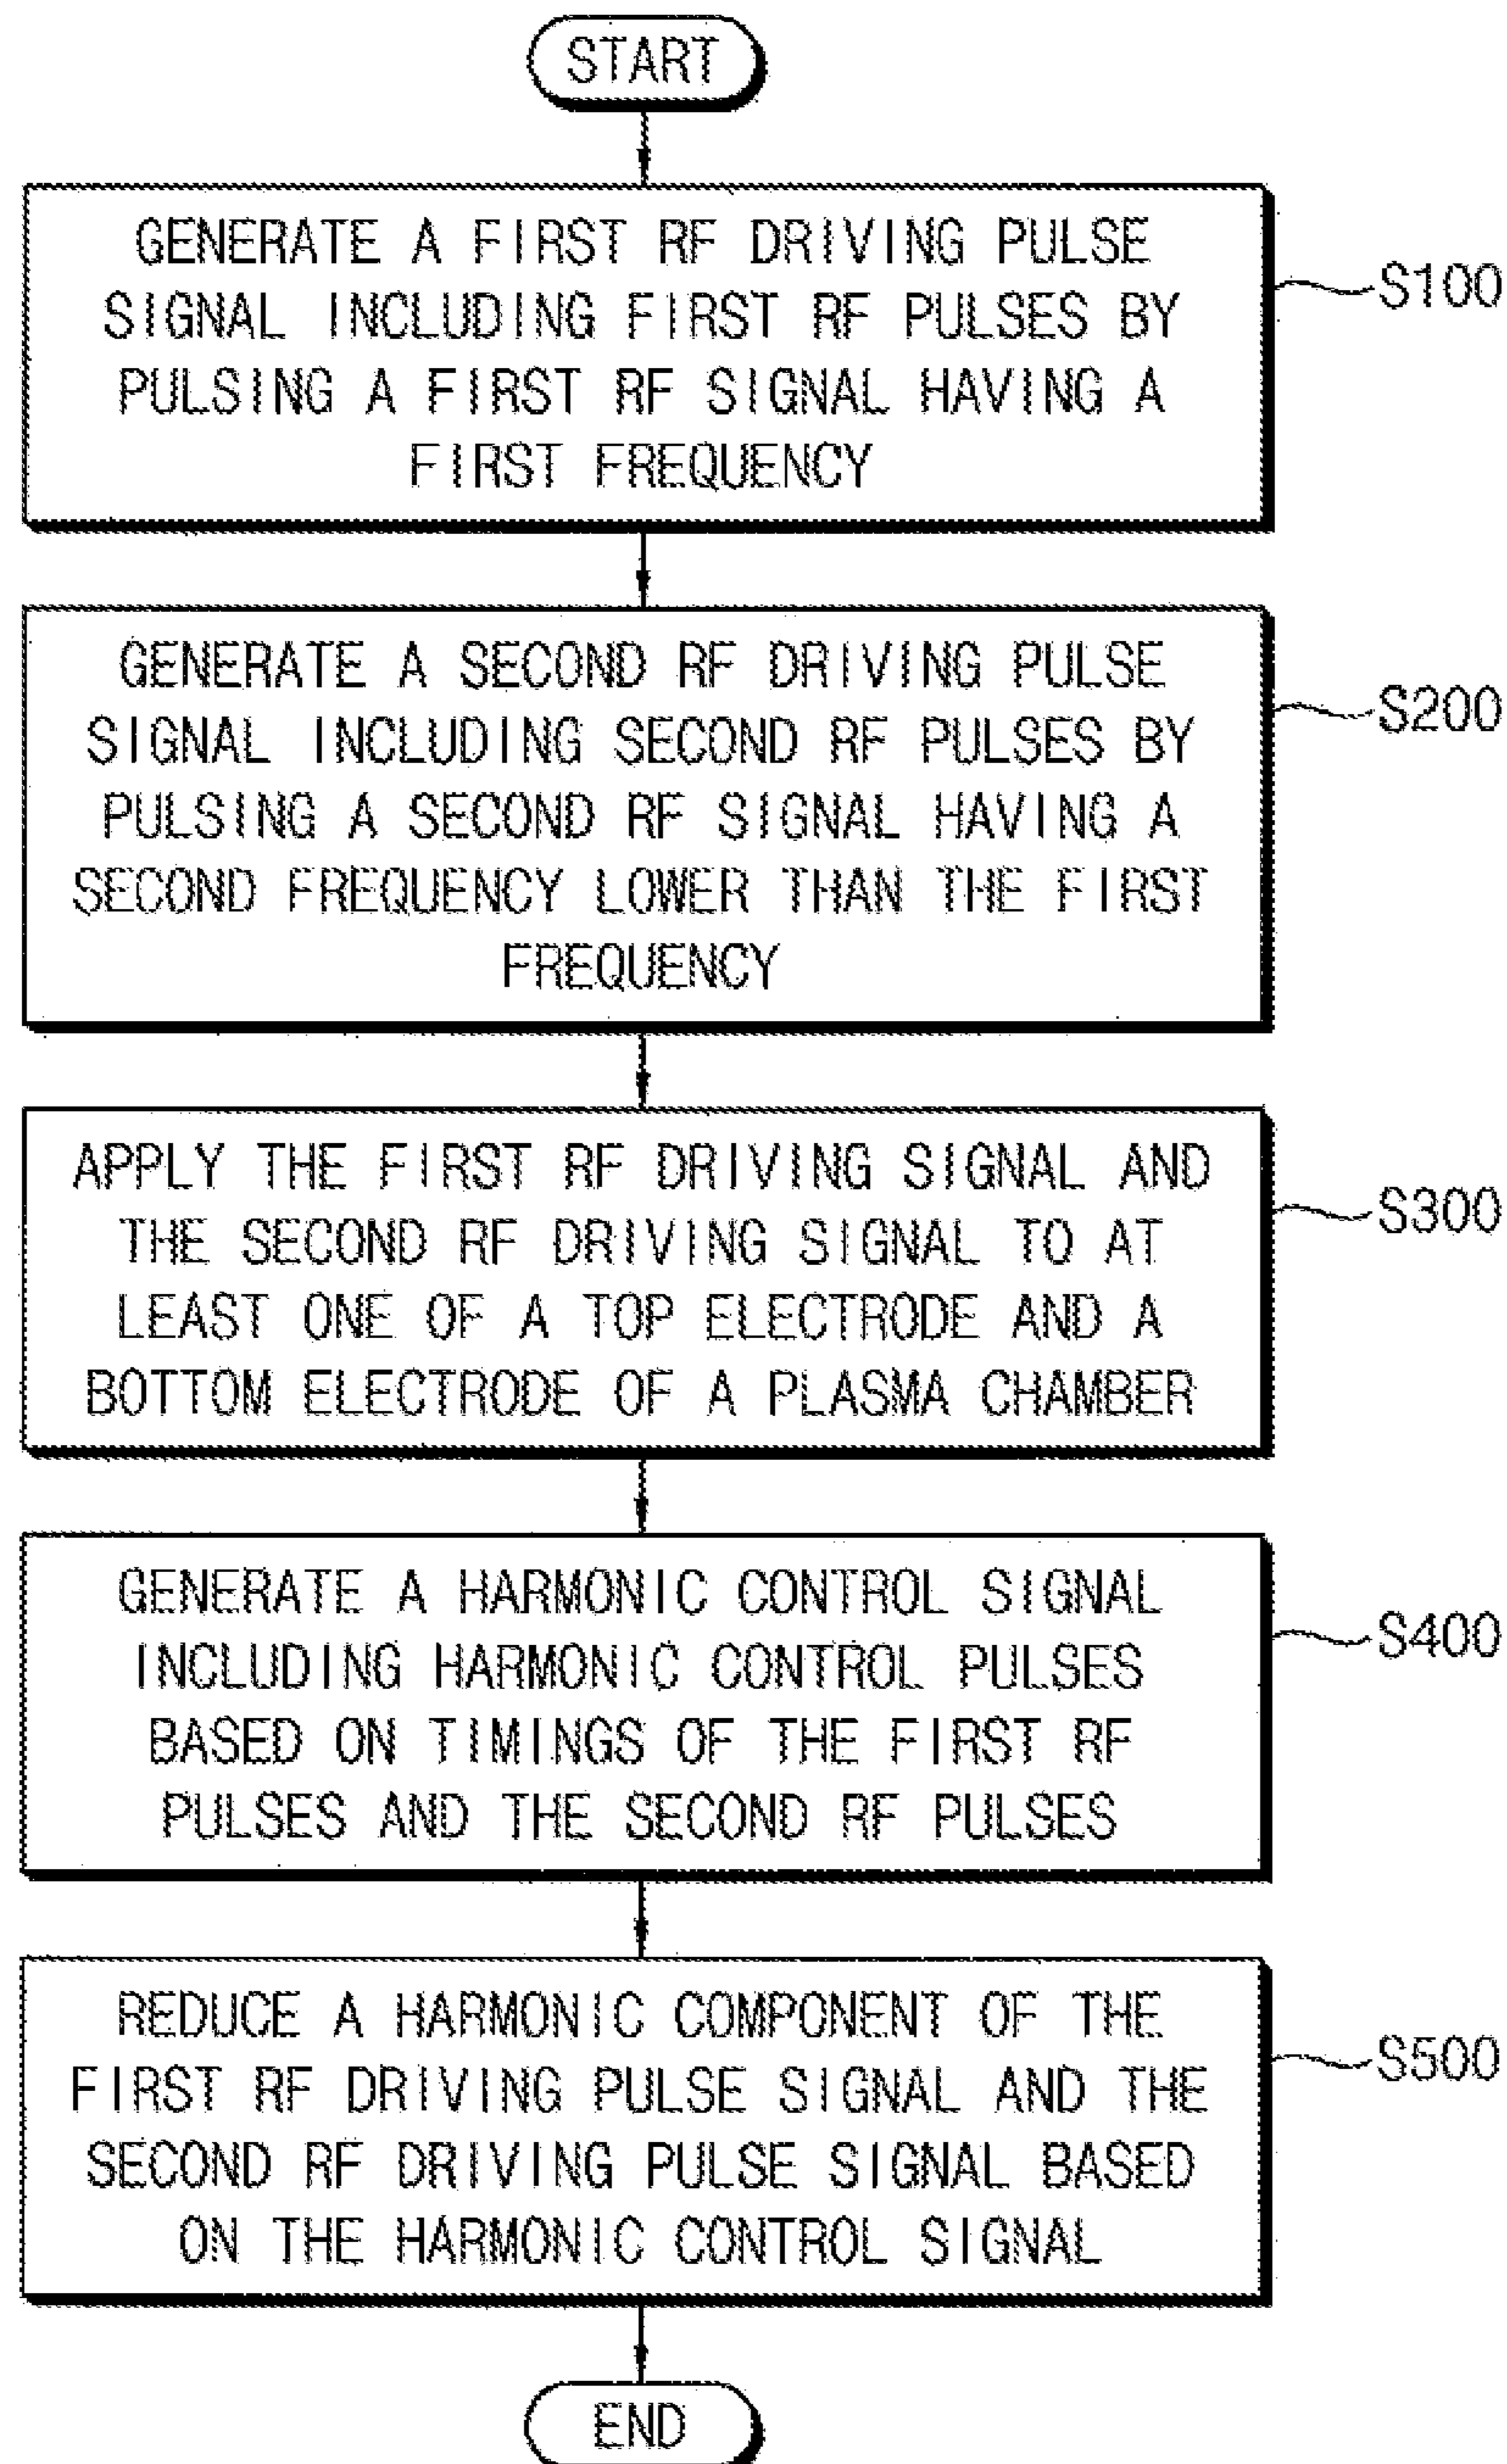 START
GENERATE A FIRST RF DRIVING PULSE
SIGNAL INCLUDING FIRST RF PULSES BY
PULSING A FIRST RF SIGNAL HAVING A
FIRST FREQUENCY
S100
GENERATE A SECOND RF DRIVING PULSE
SIGNAL INCLUDING SECOND RF PULSES BY
PULSING A SECOND RF SIGNAL HAVING A
SECOND FREQUENCY LOWER THAN THE FIRST
FREQUENCY
S200
APPLY THE FIRST RF DRIVING SIGNAL AND
THE SECOND RF DRIVING SIGNAL TO AT
LEAST ONE OF A TOP ELECTRODE AND A
BOTTOM ELECTRODE OF A PLASMA CHAMBER
S300
GENERATE A HARMONIC CONTROL SIGNAL
INCLUDING HARMONIC CONTROL PULSES
BASED ON TIMINGS OF THE FIRST RF
PULSES AND THE SECOND RF PULSES
S400
REDUCE A HARMONIC COMPONENT OF THE
FIRST RF DRIVING PULSE SIGNAL AND THE
SECOND RF DRIVING PULSE SIGNAL BASED
ON THE HARMONIC CONTROL SIGNAL
S500
END